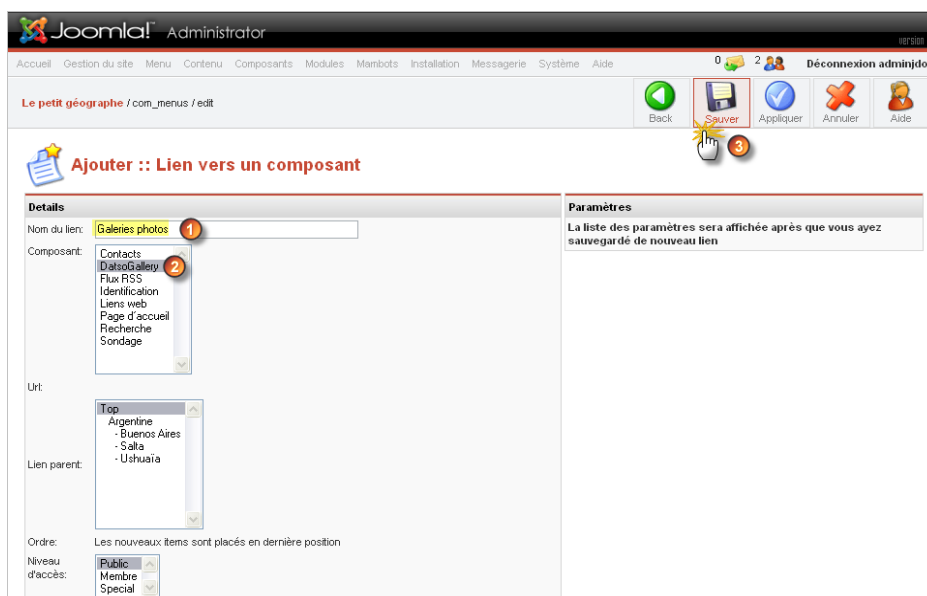 Joomla! Administrator
version
Accueil Gestion du site Menu Contenu Composants Modules Mambots Installation Messagerie Système Aide 0 2 Déconnexion adminjdo
Le petit géographe / com_menus / edit
Back Sauver Appliquer Annuler Aide
3
Ajouter :: Lien vers un composant
Details
Nom du lien: Galeries photos 1
Composant: Contacts
DatsoGallery 2
Flux RSS
Identification
Liens web
Page d'accueil
Recherche
Sondage
Url:
Top
Argentine
- Buenos Aires
- Salta
- Ushuaïa
Lien parent:
Ordre: Les nouveaux items sont placés en dernière position
Niveau d'accès: Public
Membre
Special
Paramètres
La liste des paramètres sera affichée après que vous ayez
sauvegardé de nouveau lien